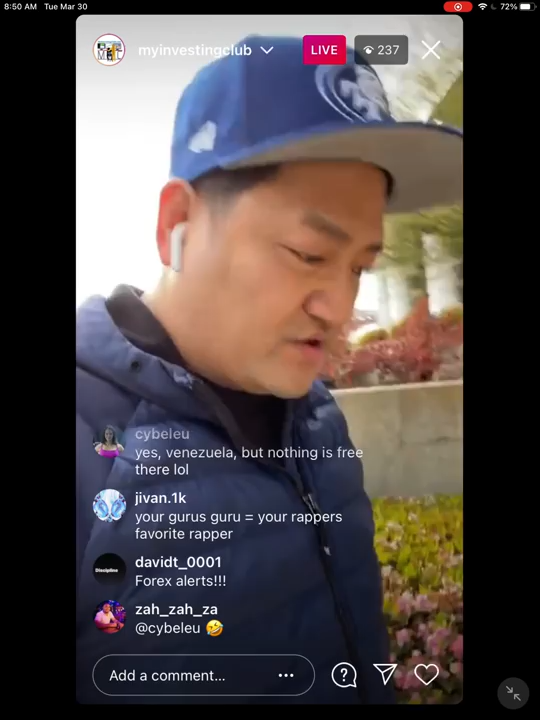 8:50 AM Tue Mar 30
72%
myinvestingclub
LIVE
237
cybeleu
yes, venezuela, but nothing is free
there lol
jivan.1k
your gurus guru = your rappers
favorite rapper
davidt_0001
Forex alerts!!!
zah_zah_za
@cybeleu 🤣
Add a comment...